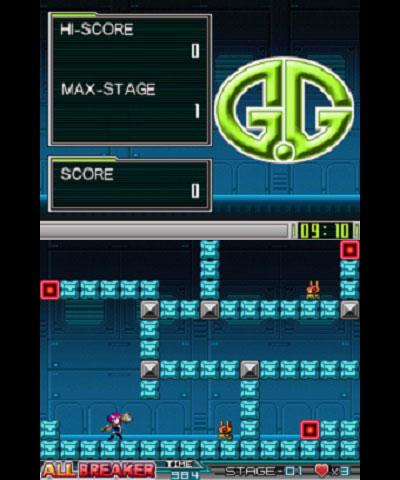 HI-SCORE
0
MAX-STAGE
1
G.G
SCORE
0
09:10
ALL BREAKER TIME 984 STAGE-01 x3